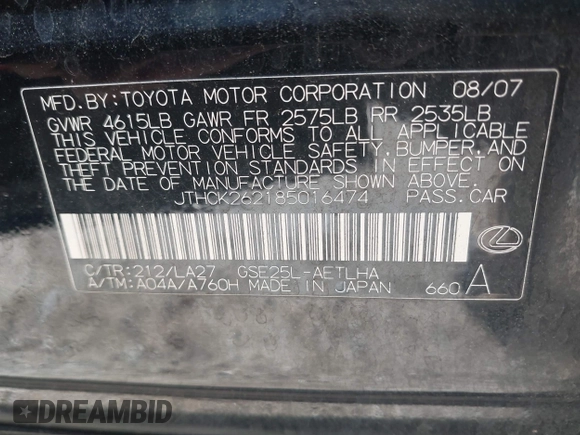 MFD. BY: TOYOTA MOTOR CORPORATION 08/07
GVWR 4615LB GAWR FR 2575LB RR 2535LB
THIS VEHICLE CONFORMS TO ALL APPLICABLE
FEDERAL MOTOR VEHICLE SAFETY, BUMPER, AND
THEFT PREVENTION STANDARDS IN EFFECT ON
THE DATE OF MANUFACTURE SHOWN ABOVE.
JTHCK262185016474 PASS. CAR
C/TR: 212/LA27 GSE25L-AETLHA
A/TM: A04A/A760H MADE IN JAPAN 660 A
DREAMBID